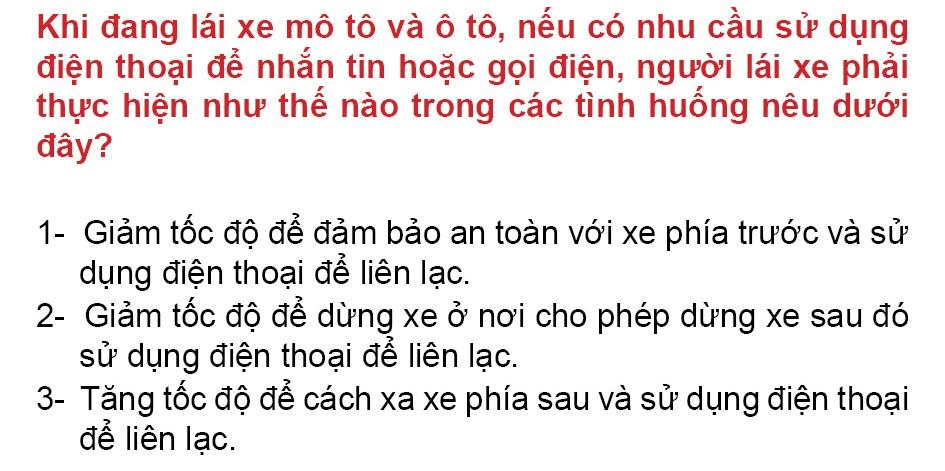 Khi đang lái xe mô tô và ô tô, nếu có nhu cầu sử dụng
điện thoại để nhắn tin hoặc gọi điện, người lái xe phải
thực hiện như thế nào trong các tình huống nêu dưới
đây?
1- Giảm tốc độ để đảm bảo an toàn với xe phía trước và sử
dụng điện thoại để liên lạc.
2- Giảm tốc độ để dừng xe ở nơi cho phép dừng xe sau đó
sử dụng điện thoại để liên lạc.
3- Tăng tốc độ để cách xa xe phía sau và sử dụng điện thoại
để liên lạc.